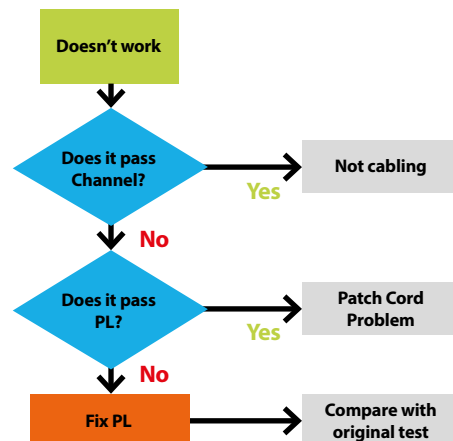 Doesn't work
Does it pass
Channel?
Yes
Not cabling
No
Does it pass
PL?
Yes
Patch Cord
Problem
No
Fix PL
Compare with
original test